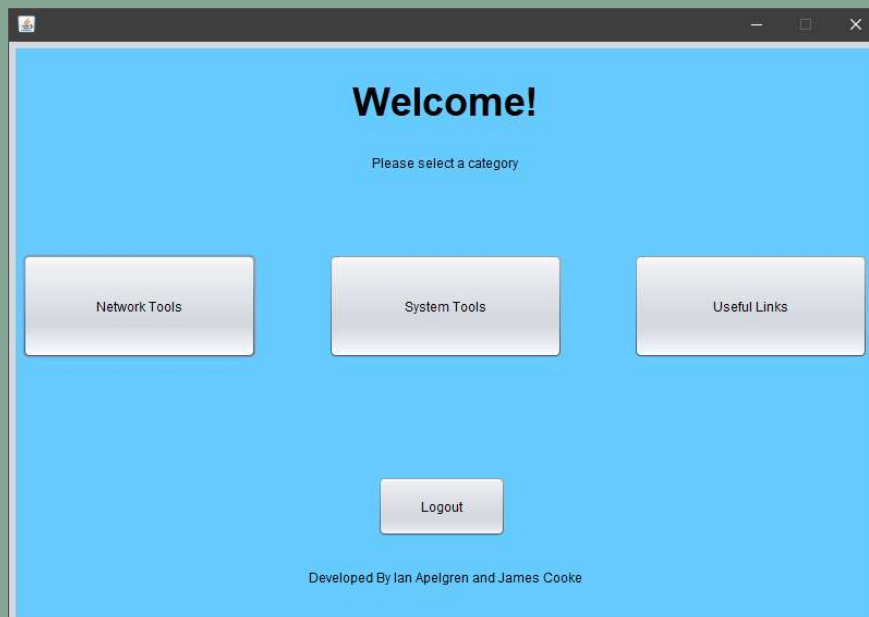 Welcome!
Please select a category
Network Tools
System Tools
Useful Links
Logout
Developed By Ian Apelgren and James Cooke